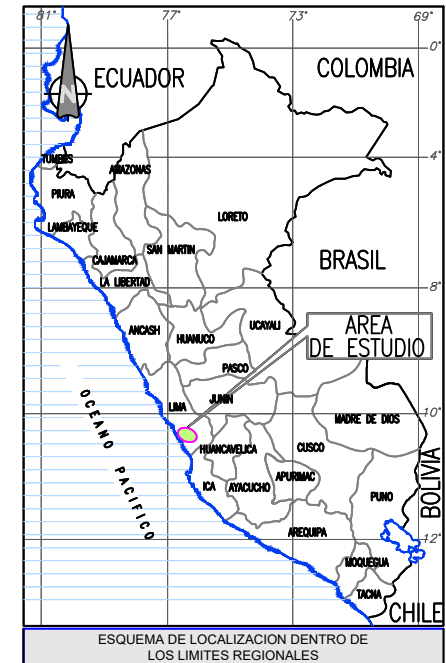 81° 77° 73° 69°
0°
N
ECUADOR
COLOMBIA
4°
TUMBES
AMAZONAS
PIURA
LORETO
LAMBAYEQUE
SAN MARTIN
CAJAMARCA
BRASIL
LA LIBERTAD
8°
ANCASH
HUANUCO
UCAYALI
AREA
DE ESTUDIO
PASCO
LIMA
JUNIN
10°
MADRE DE DIOS
OCEANO PACIFICO
HUANCAVELICA
CUSCO
BOLIVIA
ICA
AYACUCHO
APURIMAC
PUNO
AREQUIPA
12°
MOQUEGUA
TACNA
CHILE
ESQUEMA DE LOCALIZACION DENTRO DE
LOS LIMITES REGIONALES